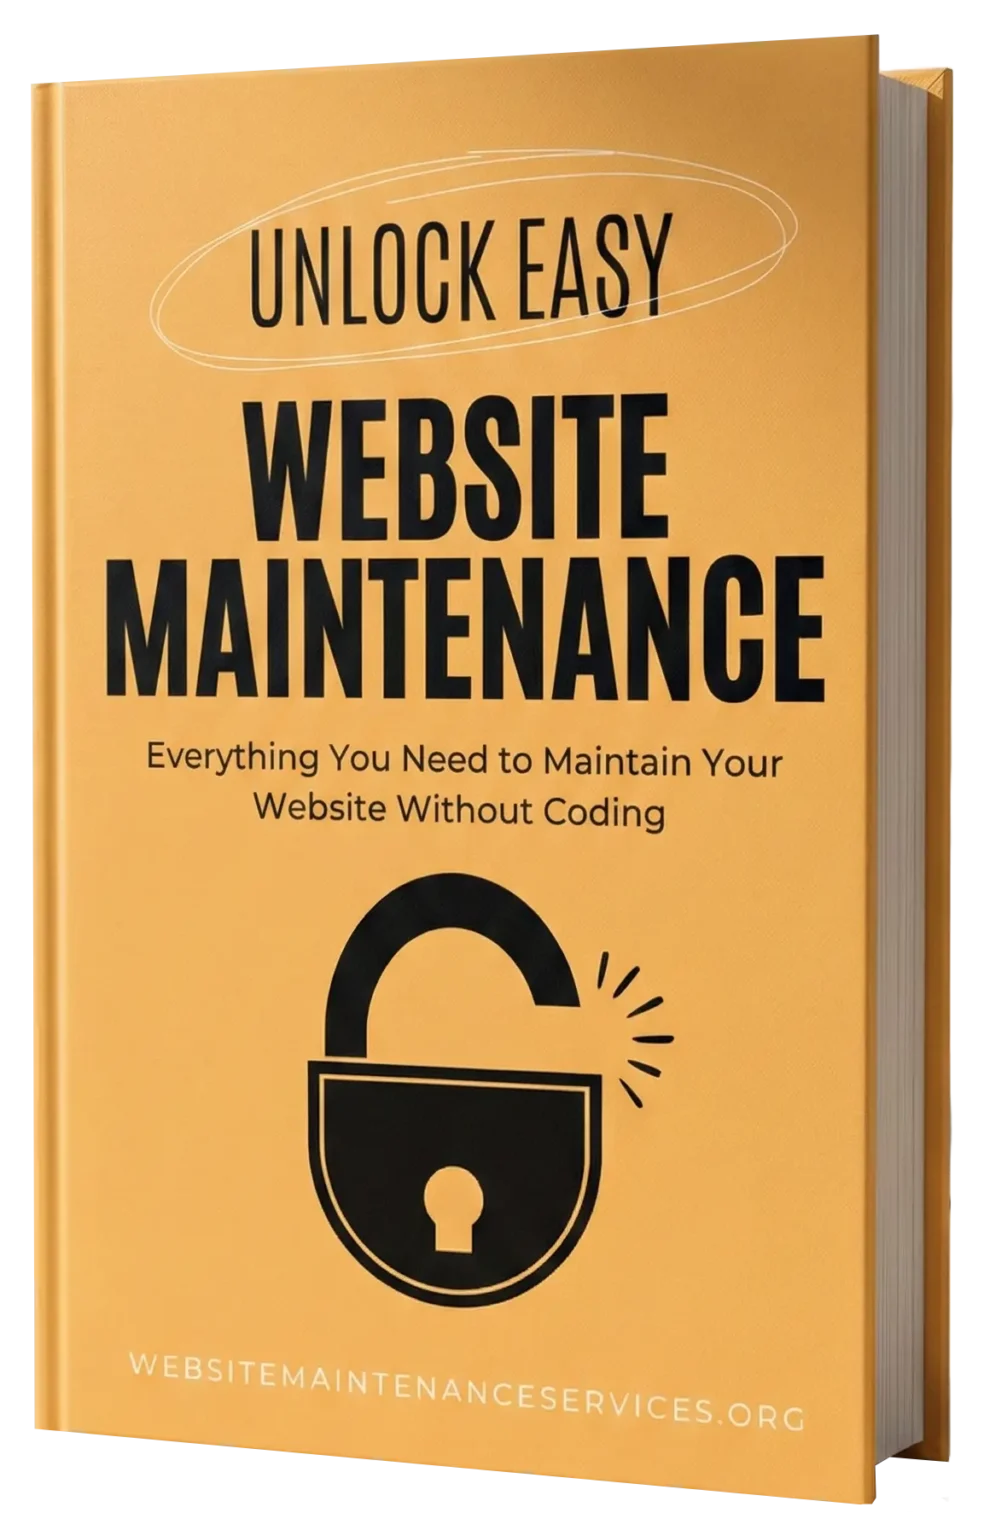 UNLOCK EASY
WEBSITE
MAINTENANCE
Everything You Need to Maintain Your
Website Without Coding
WEBSITEMAINTENANCESERVICES.ORG